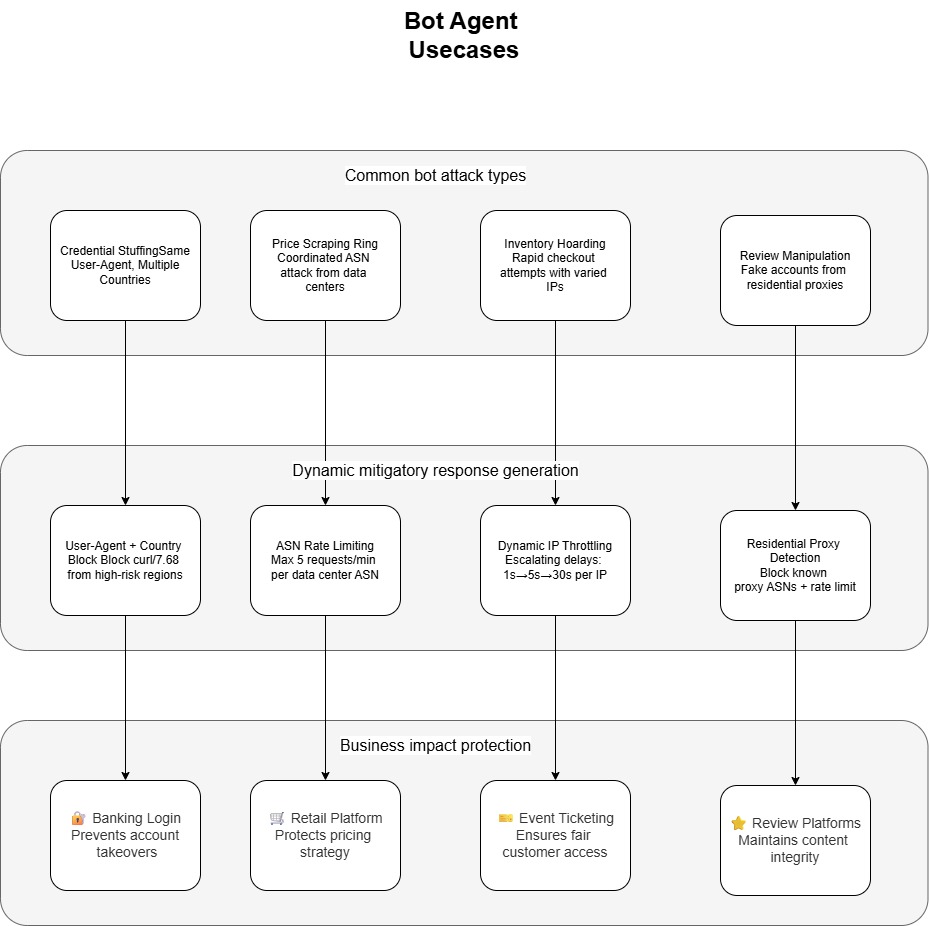 Bot Agent
Usecases
Common bot attack types
Credential StuffingSame
User-Agent, Multiple
Countries
Price Scraping Ring
Coordinated ASN
attack from data
centers
Inventory Hoarding
Rapid checkout
attempts with varied
IPs
Review Manipulation
Fake accounts from
residential proxies
Dynamic mitigatory response generation
User-Agent + Country
Block Block curl/7.68
from high-risk regions
ASN Rate Limiting
Max 5 requests/min
per data center ASN
Dynamic IP Throttling
Escalating delays:
1s→5s→30s per IP
Residential Proxy
Detection
Block known
proxy ASNs + rate limit
Business impact protection
🔐 Banking Login
Prevents account
takeovers
🛒 Retail Platform
Protects pricing
strategy
🎫 Event Ticketing
Ensures fair
customer access
⭐ Review Platforms
Maintains content
integrity